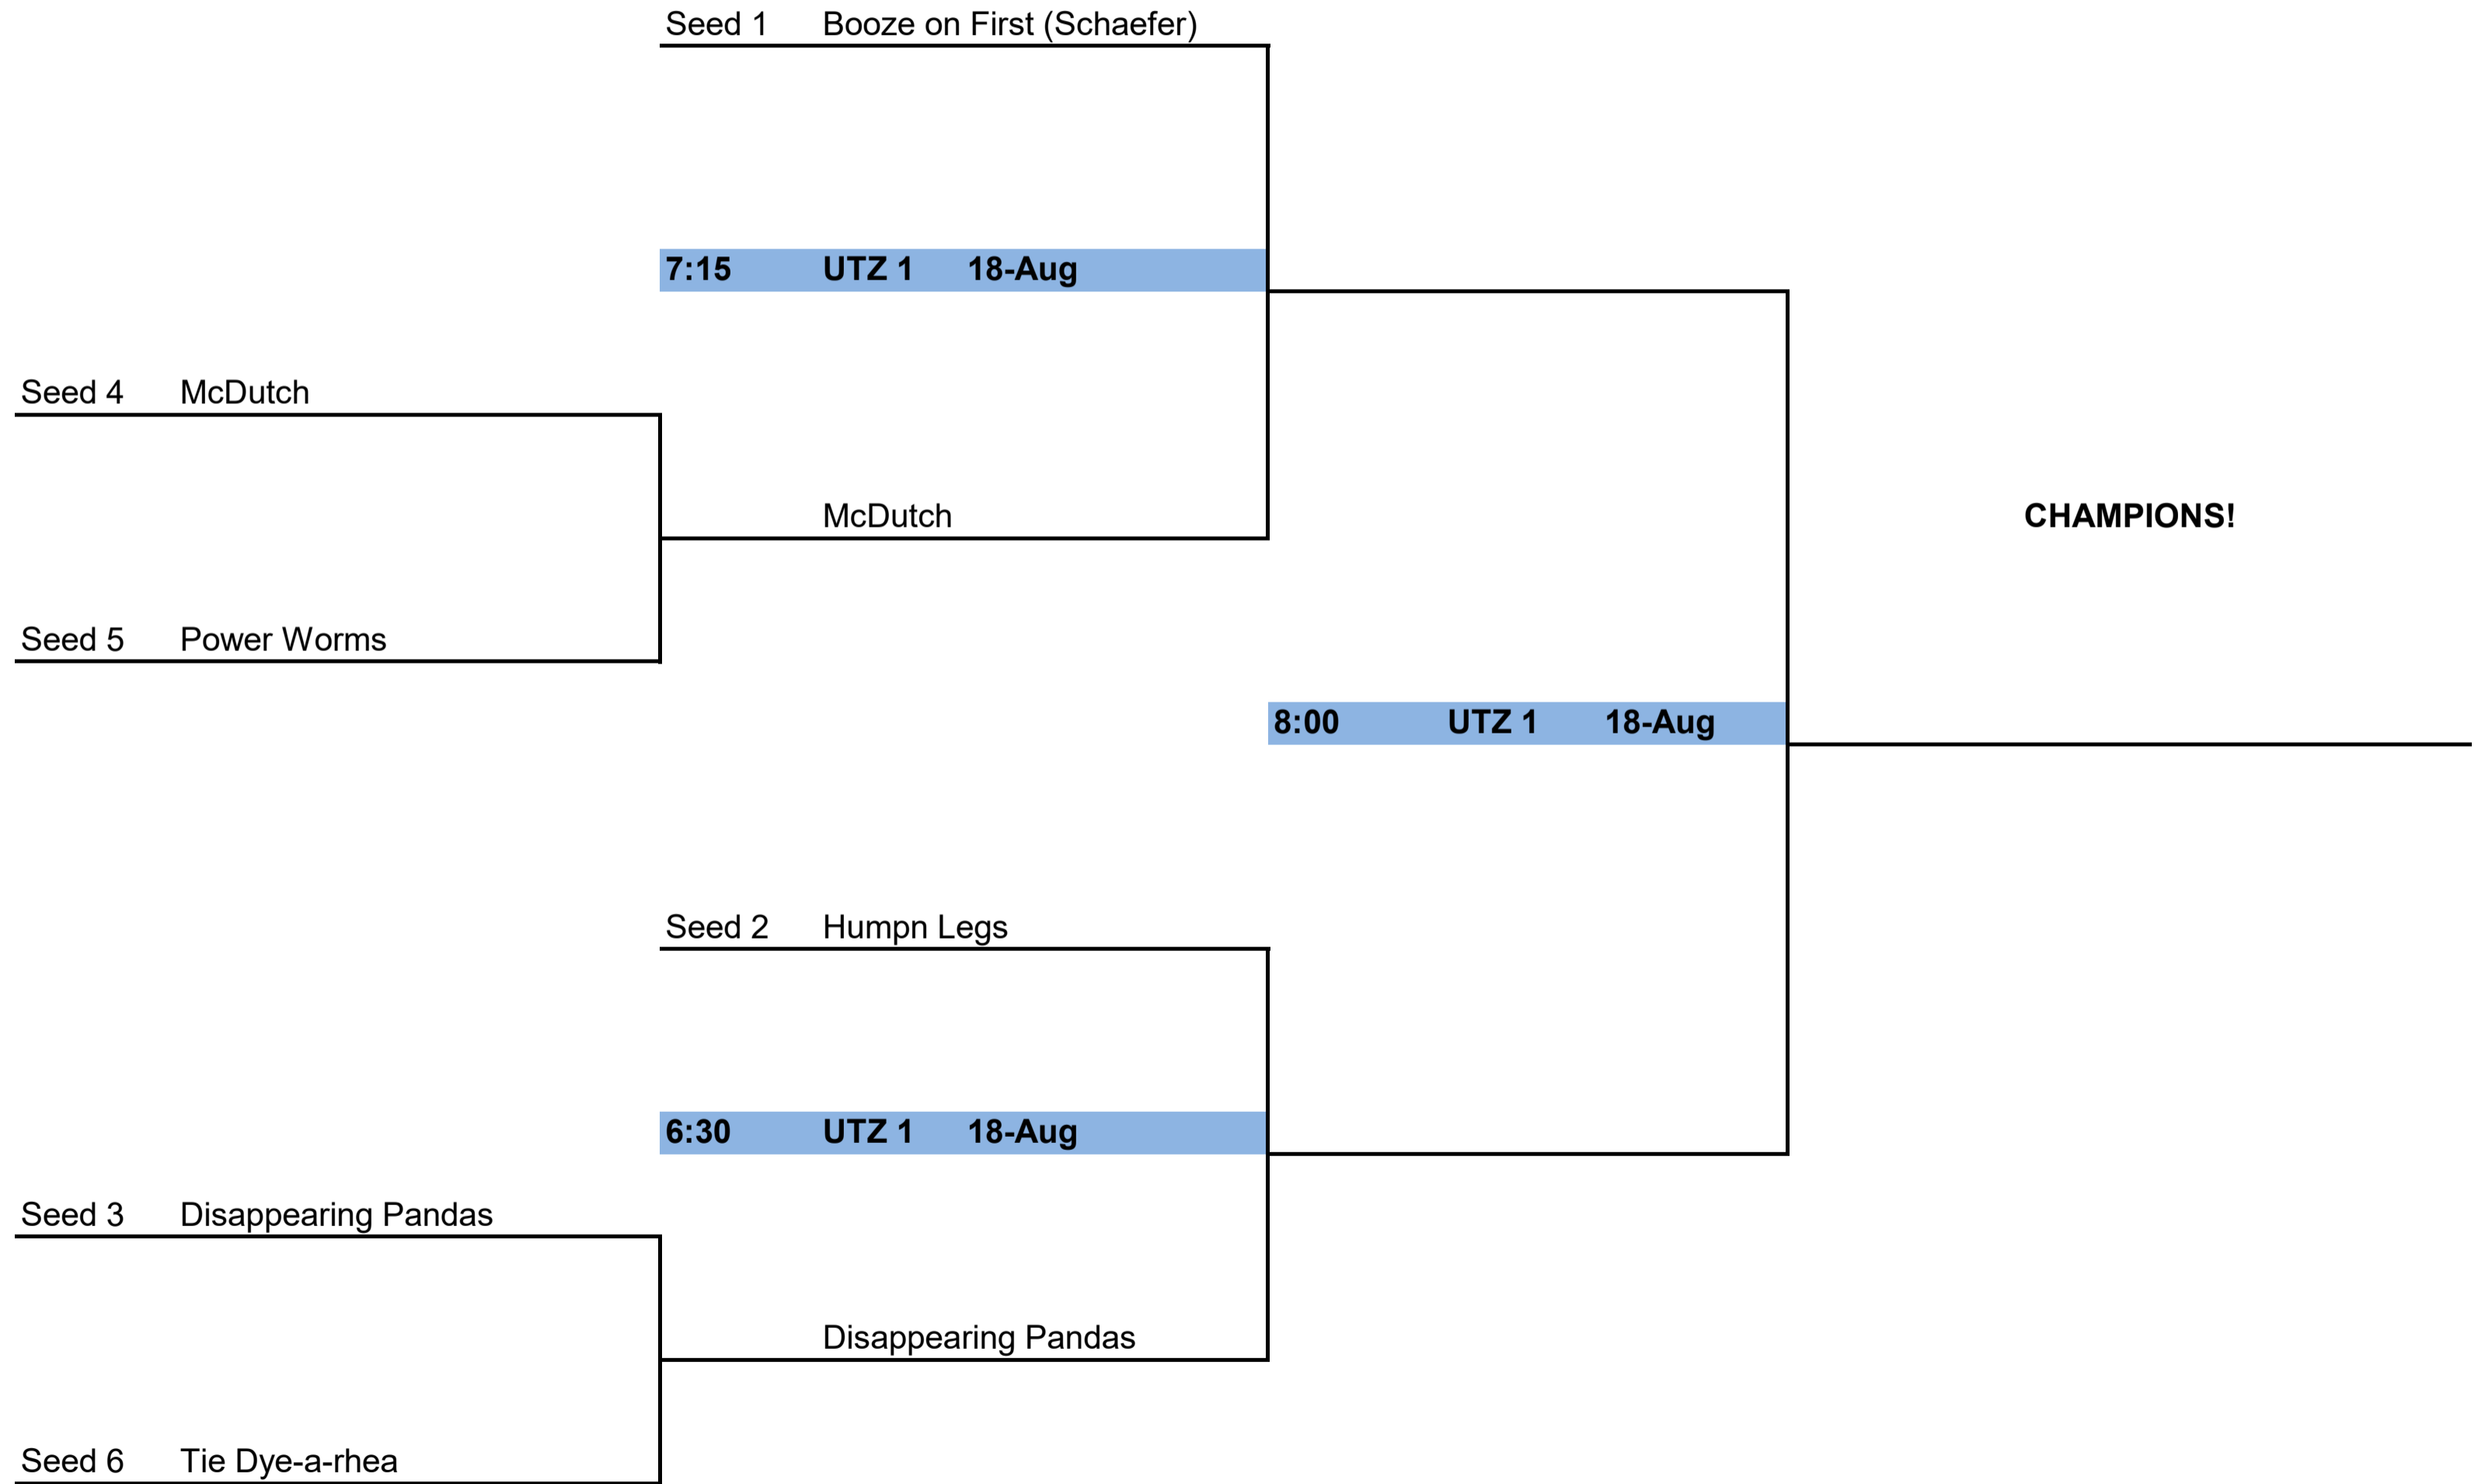 Seed 1 Booze on First (Schaefer)
7:15 UTZ 1 18-Aug
Seed 4 McDutch
McDutch
CHAMPIONS!
Seed 5 Power Worms
8:00 UTZ 1 18-Aug
Seed 2 Humpn Legs
6:30 UTZ 1 18-Aug
Seed 3 Disappearing Pandas
Disappearing Pandas
Seed 6 Tie Dye-a-rhea